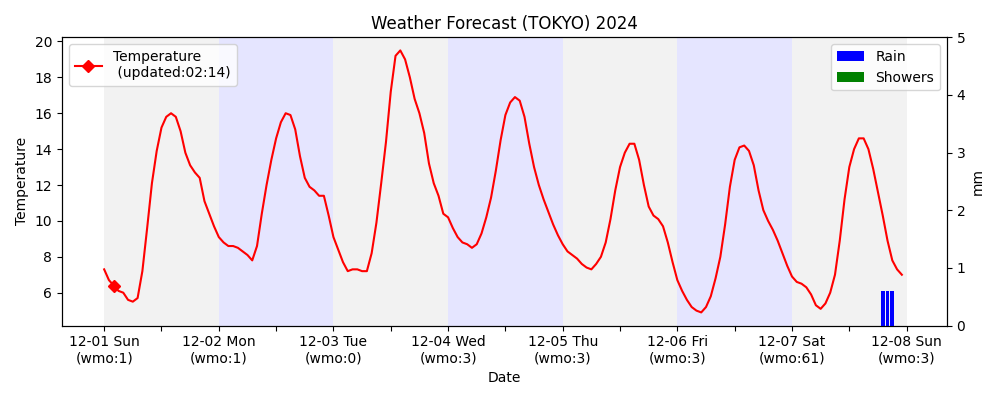 Weather Forecast (TOKYO) 2024
Temperature
(updated:02:14)
Rain
Showers
Temperature
20
18
16
14
12
10
8
6
5
4
3
2
1
0
mm
12-01 Sun
(wmo:1)
12-02 Mon
(wmo:1)
12-03 Tue
(wmo:0)
12-04 Wed
(wmo:3)
12-05 Thu
(wmo:3)
12-06 Fri
(wmo:3)
12-07 Sat
(wmo:61)
12-08 Sun
(wmo:3)
Date